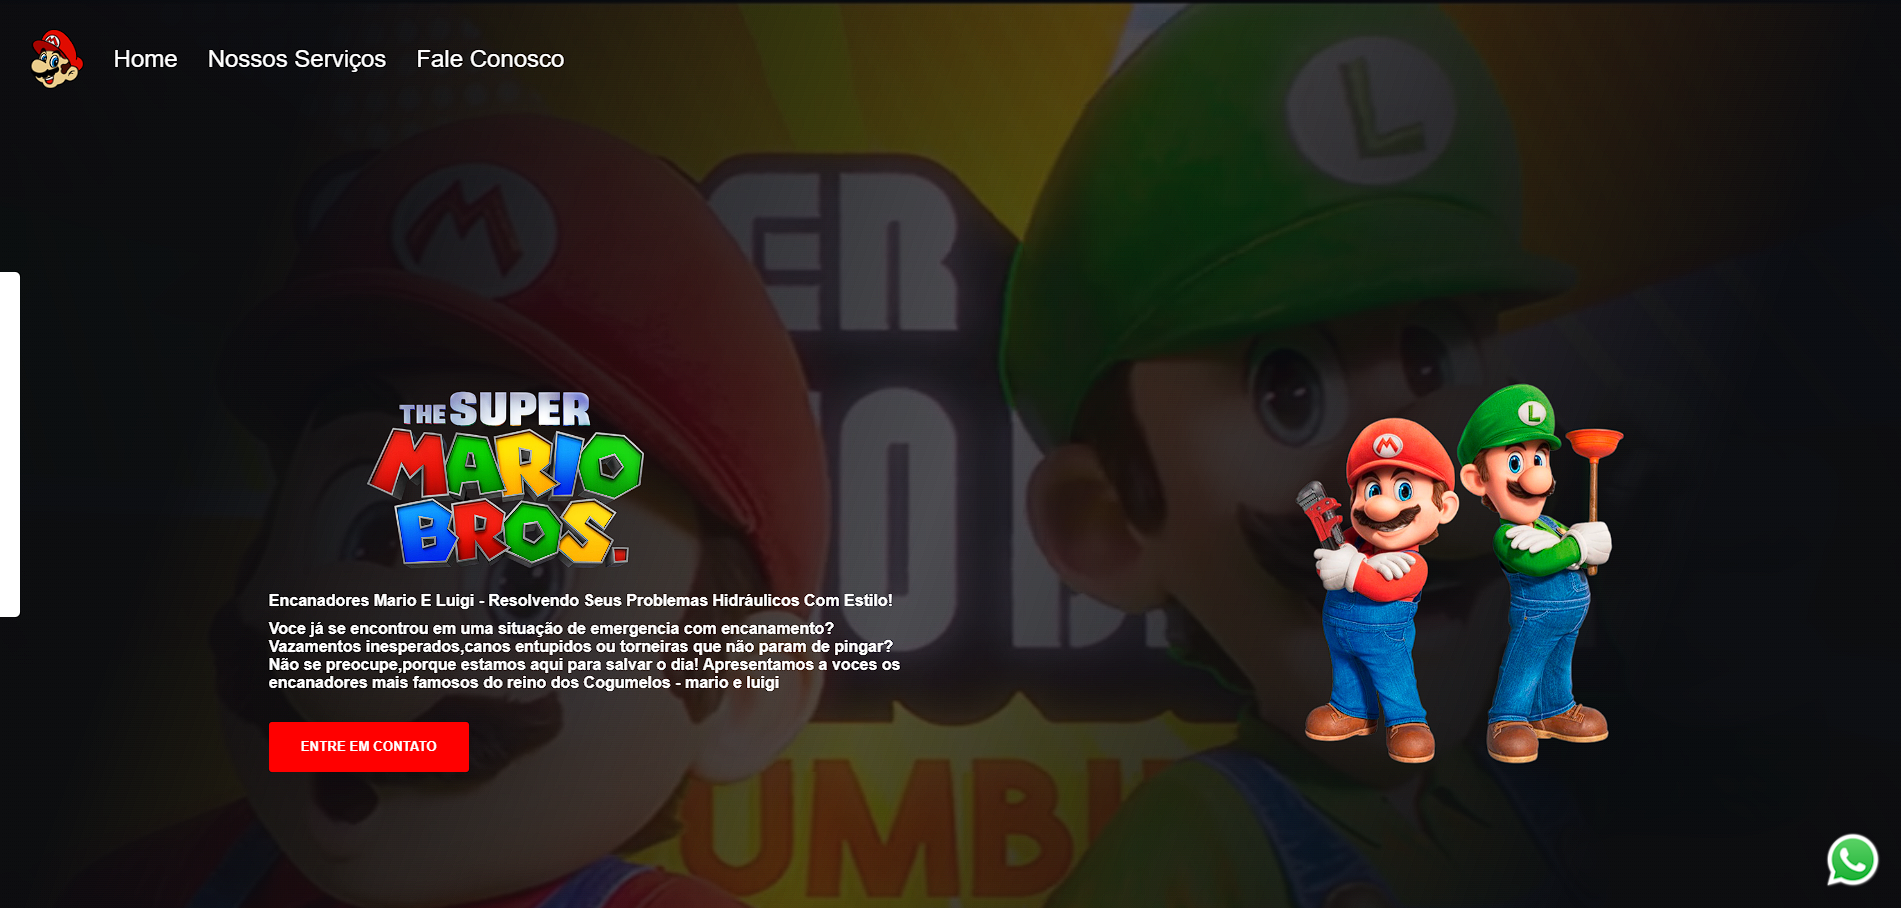 Home Nossos Serviços Fale Conosco
ER
L
M
THE SUPER
MARIO
BROS.
M
L
Encanadores Mario E Luigi - Resolvendo Seus Problemas Hidráulicos Com Estilo!
Voce já se encontrou em uma situação de emergencia com encanamento?
Vazamentos inesperados,canos entupidos ou torneiras que não param de pingar?
Não se preocupe,porque estamos aqui para salvar o dia! Apresentamos a voces os
encanadores mais famosos do reino dos Cogumelos - mario e luigi
ENTRE EM CONTATO
UMBI